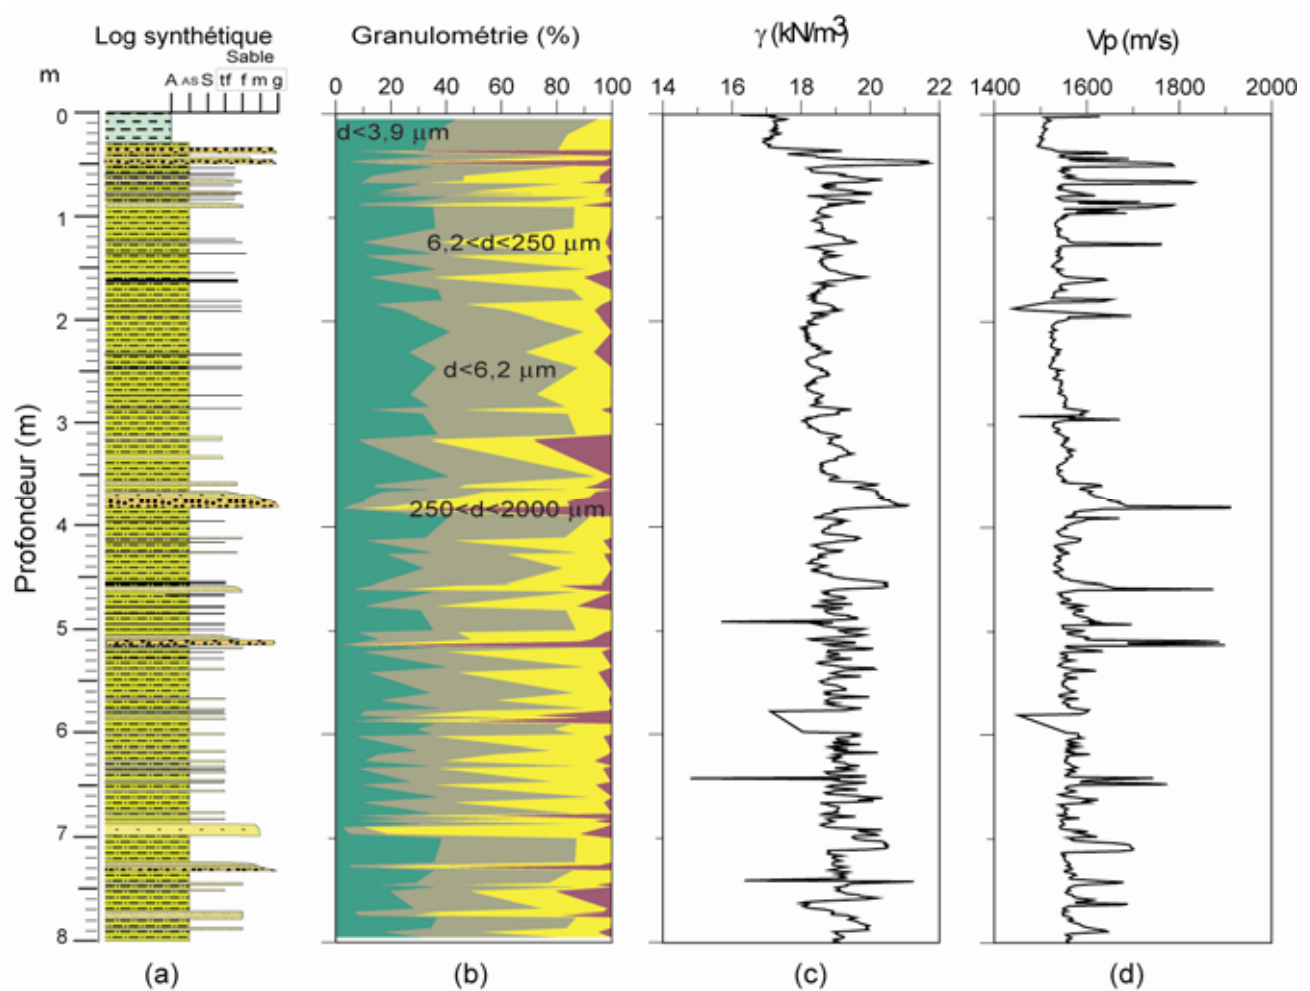 Log synthétique
Granulométrie (%)
γ (kN/m3)
Vp (m/s)
Sable
m
A AS S tf f m g
0 20 40 60 80 100
14 16 18 20 22
1400 1600 1800 2000
0
1
2
3
4
5
6
7
8
Profondeur (m)
d<3,9 µm
6,2<d<250 µm
d<6,2 µm
250<d<2000 µm
(a)
(b)
(c)
(d)